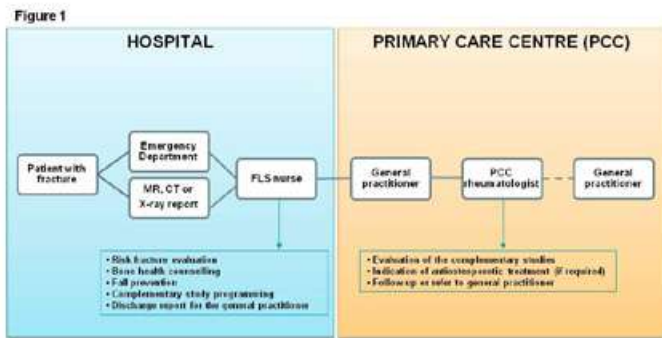 Figure 1
HOSPITAL
PRIMARY CARE CENTRE (PCC)
Patient with
fracture
Emergency
Department
MR, CT or
X-ray report
FLS nurse
General
practitioner
PCC
rheumatologist
General
practitioner
• Risk fracture evaluation
• Bone health counselling
• Fall prevention
• Complementary study programming
• Discharge report for the general practitioner
• Evaluation of the complementary studies
• Indication of antiosteoporotic treatment (if required)
• Follow up or refer to general practitioner